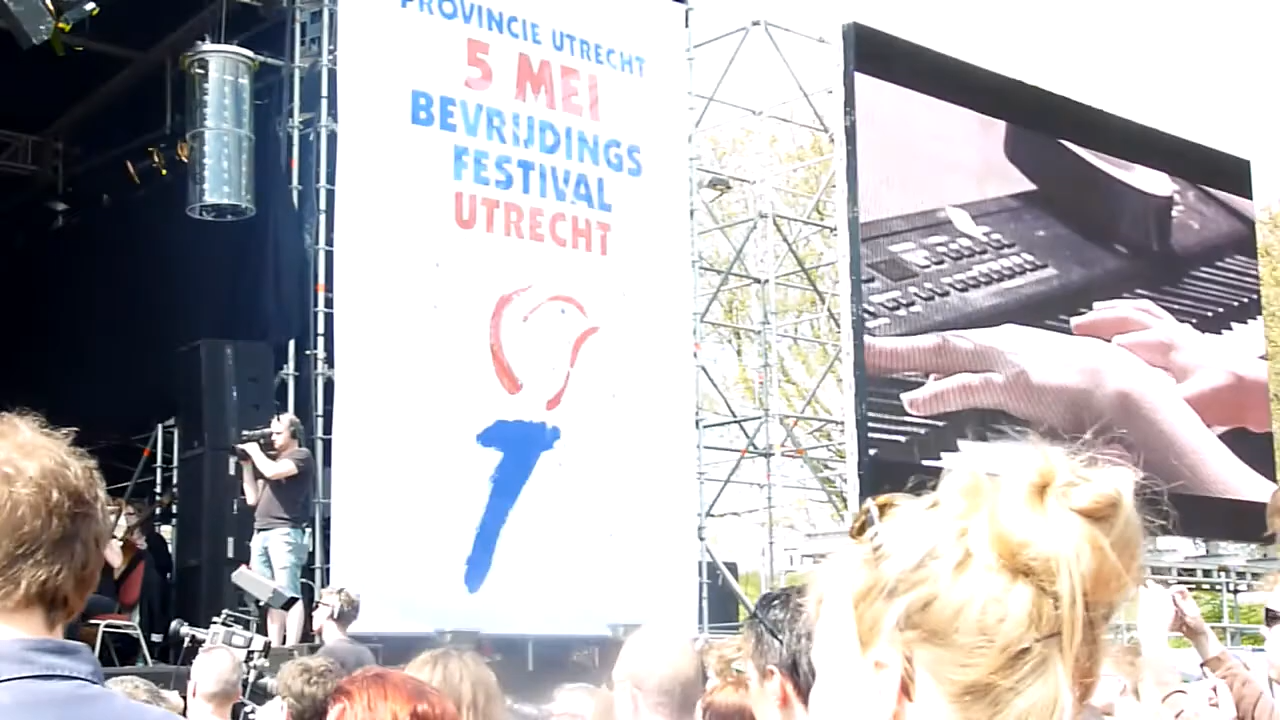 PROVINCIE UTRECHT
5 MEI
BEVRIJDINGS
FESTIVAL
UTRECHT